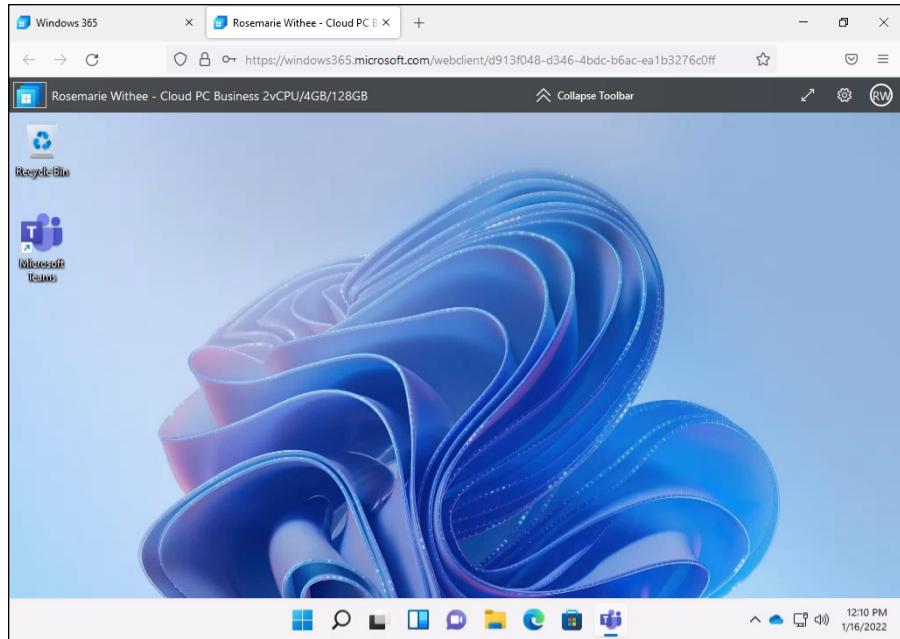 Windows 365
Rosemarie Withee - Cloud PC B
https://windows365.microsoft.com/webclient/d913f048-d346-4bdc-b6ac-ea1b3276c0ff
Rosemarie Withee - Cloud PC Business 2vCPU/4GB/128GB
Collapse Toolbar
RW
Recycle Bin
T
Microsoft
Teams
12:10 PM
1/16/2022